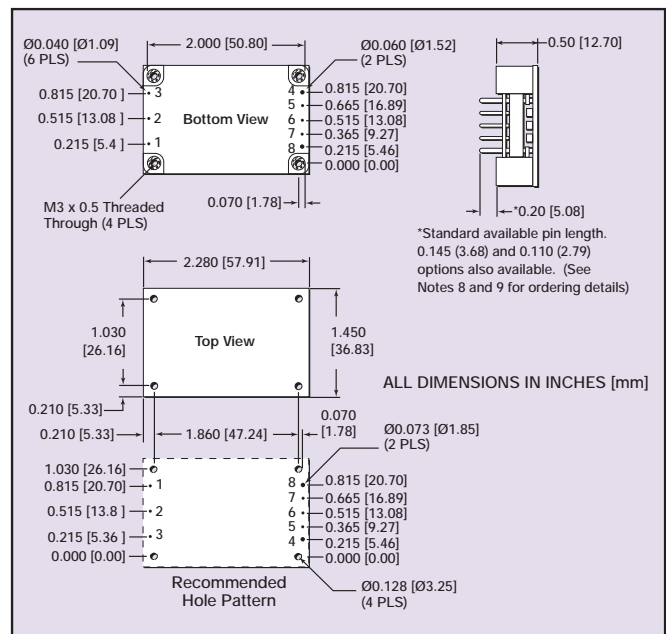 Ø0.040 [Ø1.09]
(6 PLS)
2.000 [50.80]
Ø0.060 [Ø1.52]
(2 PLS)
0.815 [20.70 ]
0.515 [13.08 ]
0.215 [5.4 ]
3
2
1
Bottom View
4
5
6
7
8
0.815 [20.70]
0.665 [16.89]
0.515 [13.08]
0.365 [9.27]
0.215 [5.46]
0.000 [0.00]
M3 x 0.5 Threaded
Through (4 PLS)
0.070 [1.78]
0.50 [12.70]
*0.20 [5.08]
*Standard available pin length.
0.145 (3.68) and 0.110 (2.79)
options also available. (See
Notes 8 and 9 for ordering details)
2.280 [57.91]
1.030
[26.16]
Top View
1.450
[36.83]
ALL DIMENSIONS IN INCHES [mm]
0.210 [5.33]
0.210 [5.33]
1.860 [47.24]
0.070
[1.78]
Ø0.073 [Ø1.85]
(2 PLS)
1.030 [26.16]
0.815 [20.70]
0.515 [13.8 ]
0.215 [5.36 ]
0.000 [0.00]
1
2
3
8
7
6
5
4
0.815 [20.70]
0.665 [16.89]
0.515 [13.08]
0.365 [9.27]
0.215 [5.46]
0.000 [0.00]
Recommended
Hole Pattern
Ø0.128 [Ø3.25]
(4 PLS)